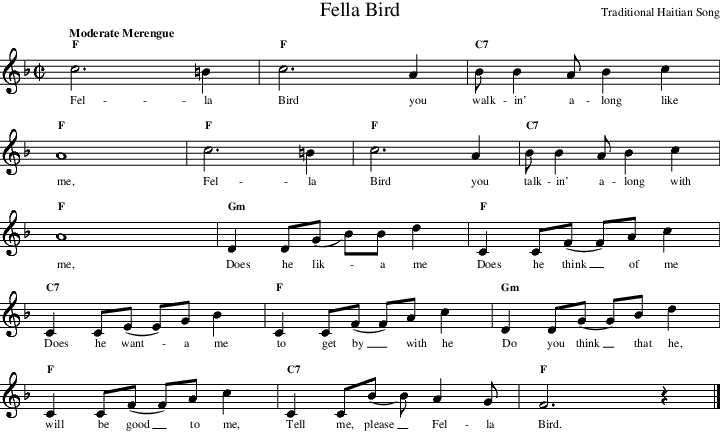 Fella Bird
Traditional Haitian Song
Moderate Merengue
F F C7
Fel - - - la Bird you walk - in' a - long like
F F F C7
me, Fel - - la Bird you talk - in' a - long with
F Gm F
me, Does he lik - a me Does he think __ of me
C7 F Gm
Does he want - a me to get by __ with he Do you think __ that he,
F C7 F
will be good __ to me, Tell me, please __ Fel - la Bird.